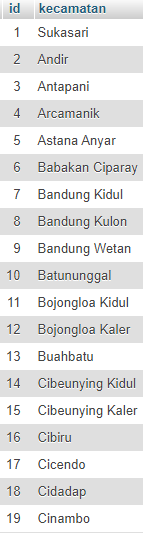 id kecamatan
1 Sukasari
2 Andir
3 Antapani
4 Arcamanik
5 Astana Anyar
6 Babakan Ciparay
7 Bandung Kidul
8 Bandung Kulon
9 Bandung Wetan
10 Batununggal
11 Bojongloa Kidul
12 Bojongloa Kaler
13 Buahbatu
14 Cibeunying Kidul
15 Cibeunying Kaler
16 Cibiru
17 Cicendo
18 Cidadap
19 Cinambo